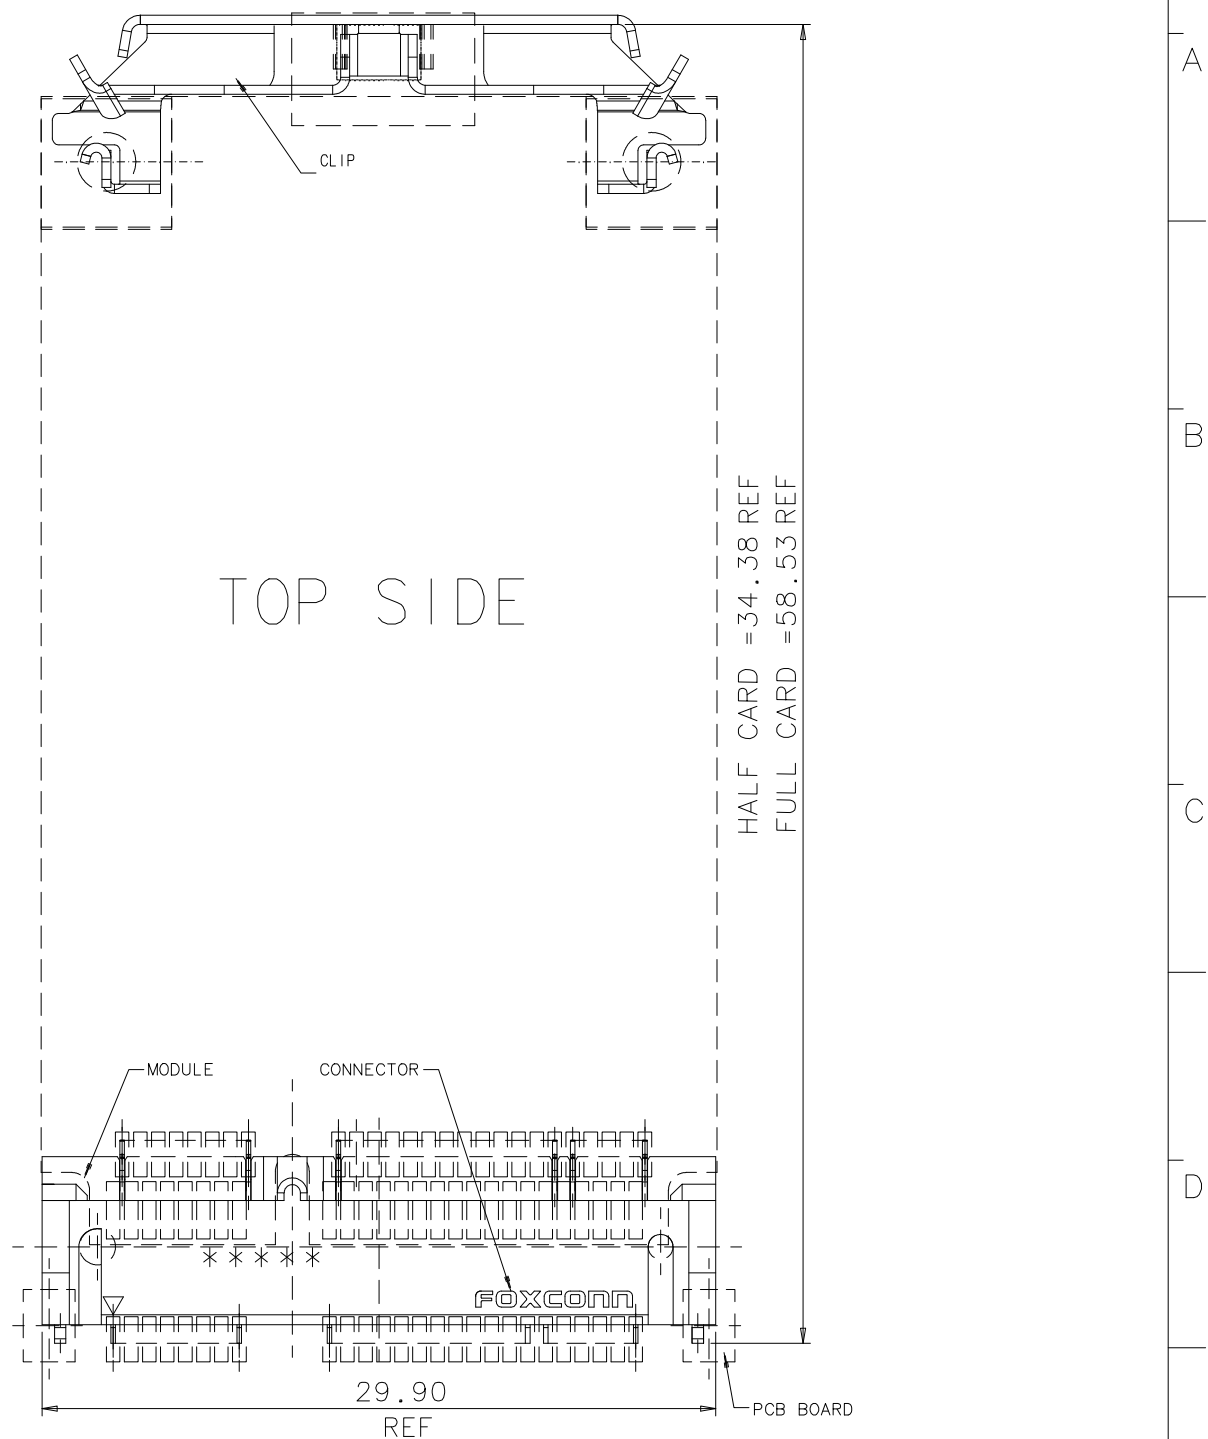 A
CLIP
B
HALF CARD =34.38 REF
FULL CARD =58.53 REF
TOP SIDE
C
MODULE
CONNECTOR
D
* * * * *
FOXCONN
29.90
REF
PCB BOARD